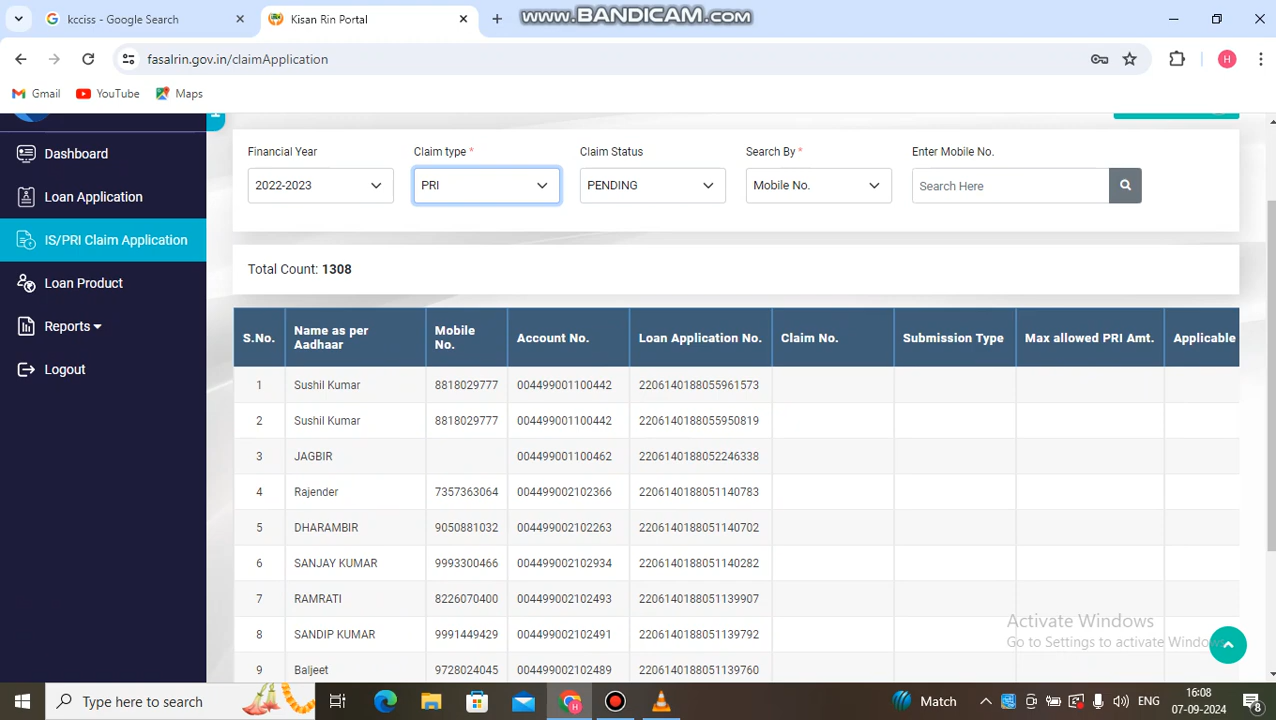 kcciss - Google Search
Kisan Rin Portal
WWW.BANDICAM.COM
fasalrin.gov.in/claimApplication
H
Gmail
YouTube
Maps
Dashboard
Loan Application
IS/PRI Claim Application
Loan Product
Reports
Logout
Financial Year
Claim type *
Claim Status
Search By *
Enter Mobile No.
2022-2023
PRI
PENDING
Mobile No.
Search Here
Total Count: 1308
S.No. Name as per Aadhaar Mobile No. Account No. Loan Application No. Claim No. Submission Type Max allowed PRI Amt. Applicable
1 Sushil Kumar 8818029777 004499001100442 2206140188055961573
2 Sushil Kumar 8818029777 004499001100442 2206140188055950819
3 JAGBIR 004499001100462 2206140188052246338
4 Rajender 7357363064 004499002102366 2206140188051140783
5 DHARAMBIR 9050881032 004499002102263 2206140188051140702
6 SANJAY KUMAR 9993300466 004499002102934 2206140188051140282
7 RAMRATI 8226070400 004499002102493 2206140188051139907
8 SANDIP KUMAR 9991449429 004499002102491 2206140188051139792
9 Baljeet 9728024045 004499002102489 2206140188051139760
Activate Windows
Go to Settings to activate Windows.
Type here to search
H
Match
ENG
16:08
07-09-2024
8